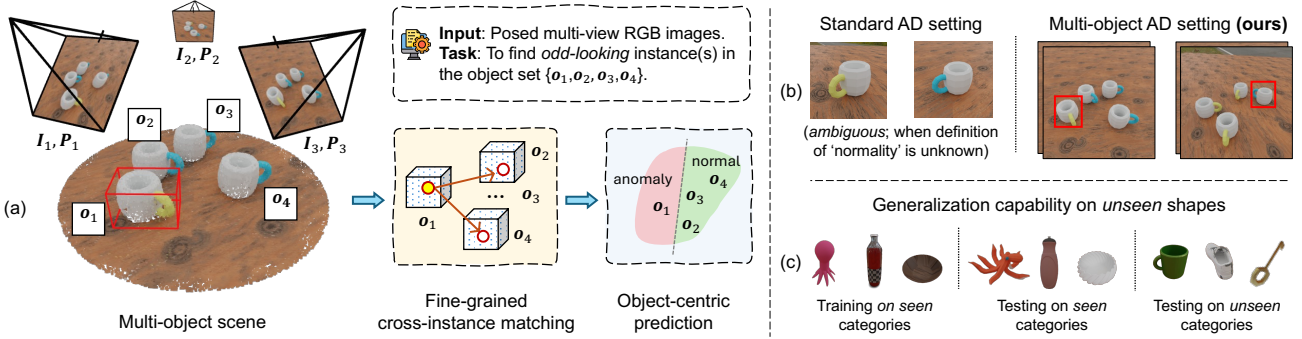 (a)
I₂, P₂
I₁, P₁
I₃, P₃
o₂
o₃
o₁
o₄
Multi-object scene
Input: Posed multi-view RGB images.
Task: To find odd-looking instance(s) in
the object set {o₁,o₂,o₃,o₄}.
o₂
o₃
...
o₁
o₄
Fine-grained
cross-instance matching
anomaly
normal
o₄
o₁
o₃
o₂
Object-centric
prediction
Standard AD setting
Multi-object AD setting (ours)
(b)
(ambiguous; when definition
of 'normality' is unknown)
Generalization capability on unseen shapes
(c)
Training on seen
categories
Testing on seen
categories
Testing on unseen
categories